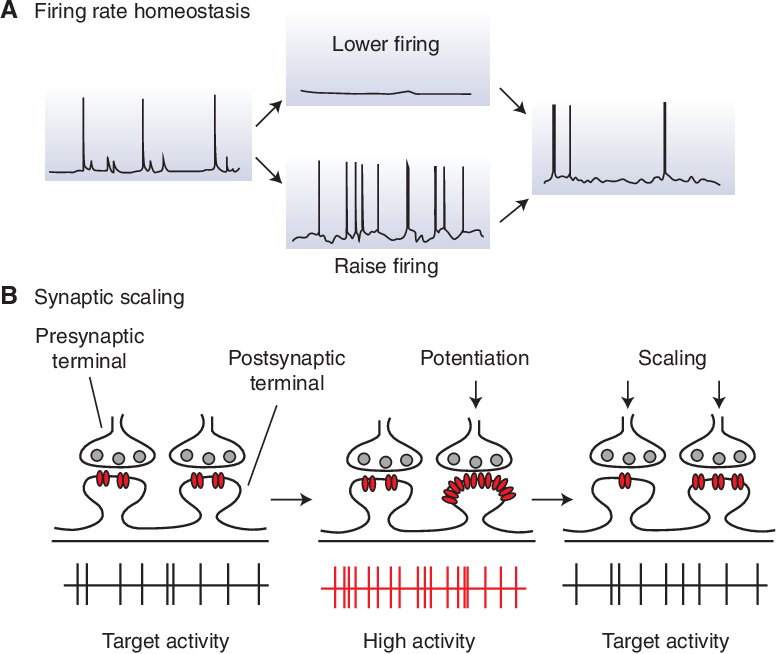 A Firing rate homeostasis
Lower firing
Raise firing
B Synaptic scaling
Presynaptic
terminal
Postsynaptic
terminal
Potentiation
Scaling
Target activity
High activity
Target activity